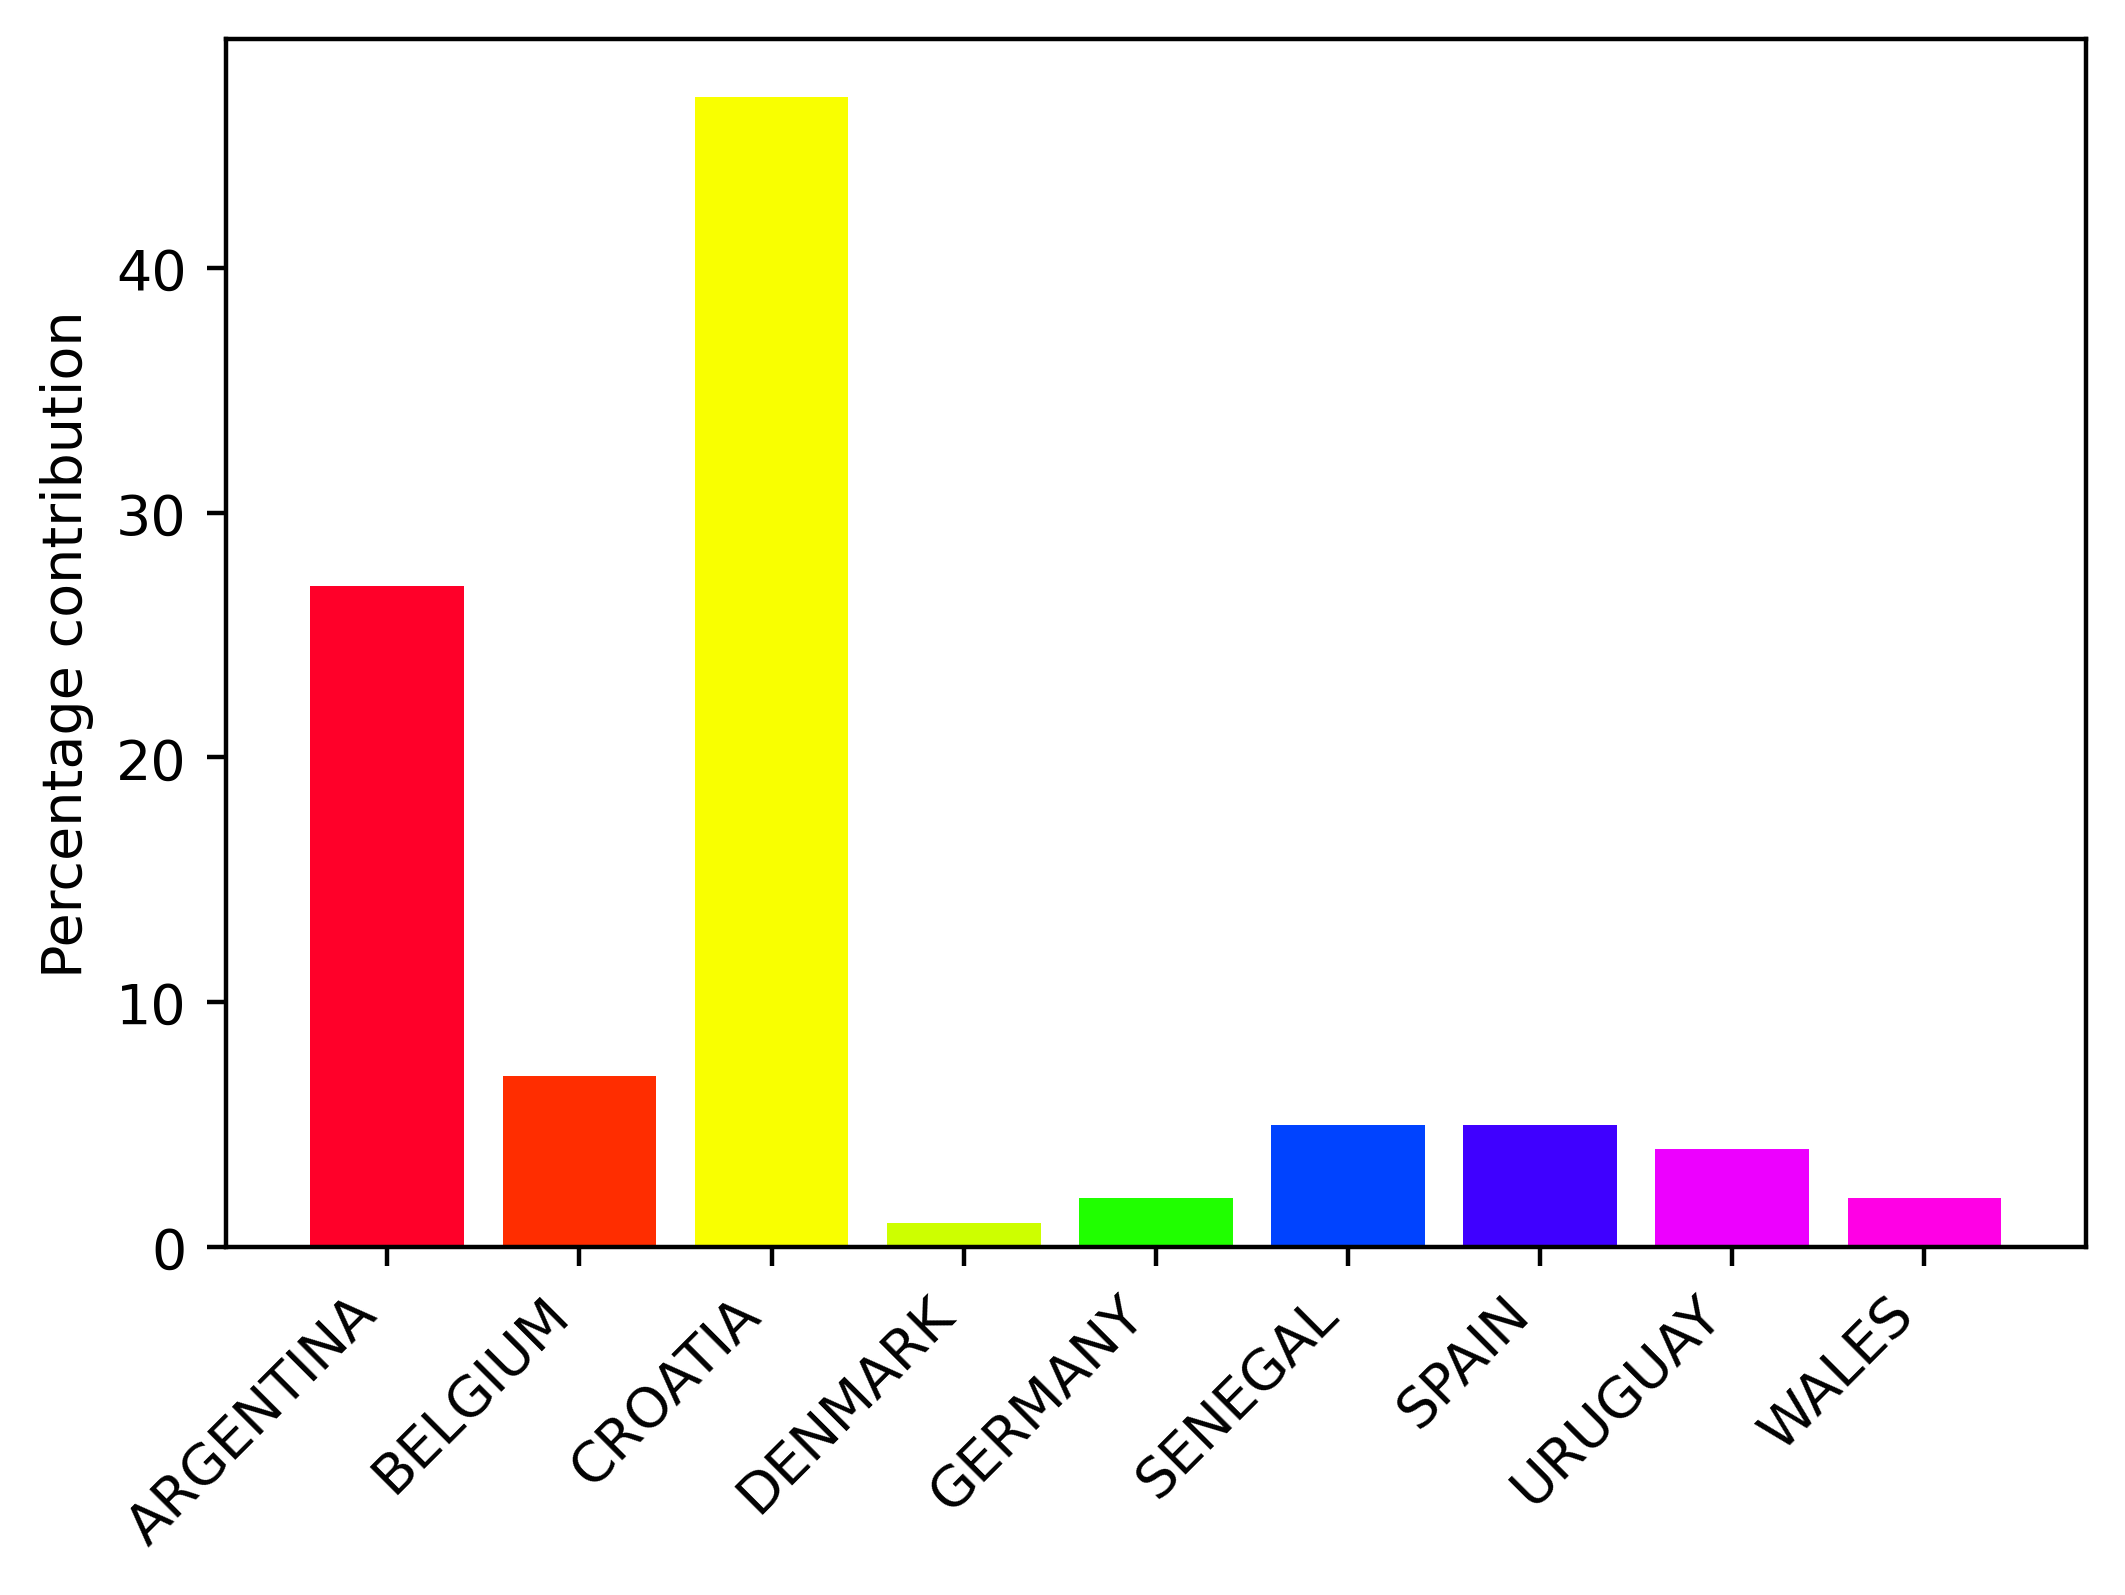 Percentage contribution
40
30
20
10
0
ARGENTINA
BELGIUM
CROATIA
DENMARK
GERMANY
SENEGAL
SPAIN
URUGUAY
WALES